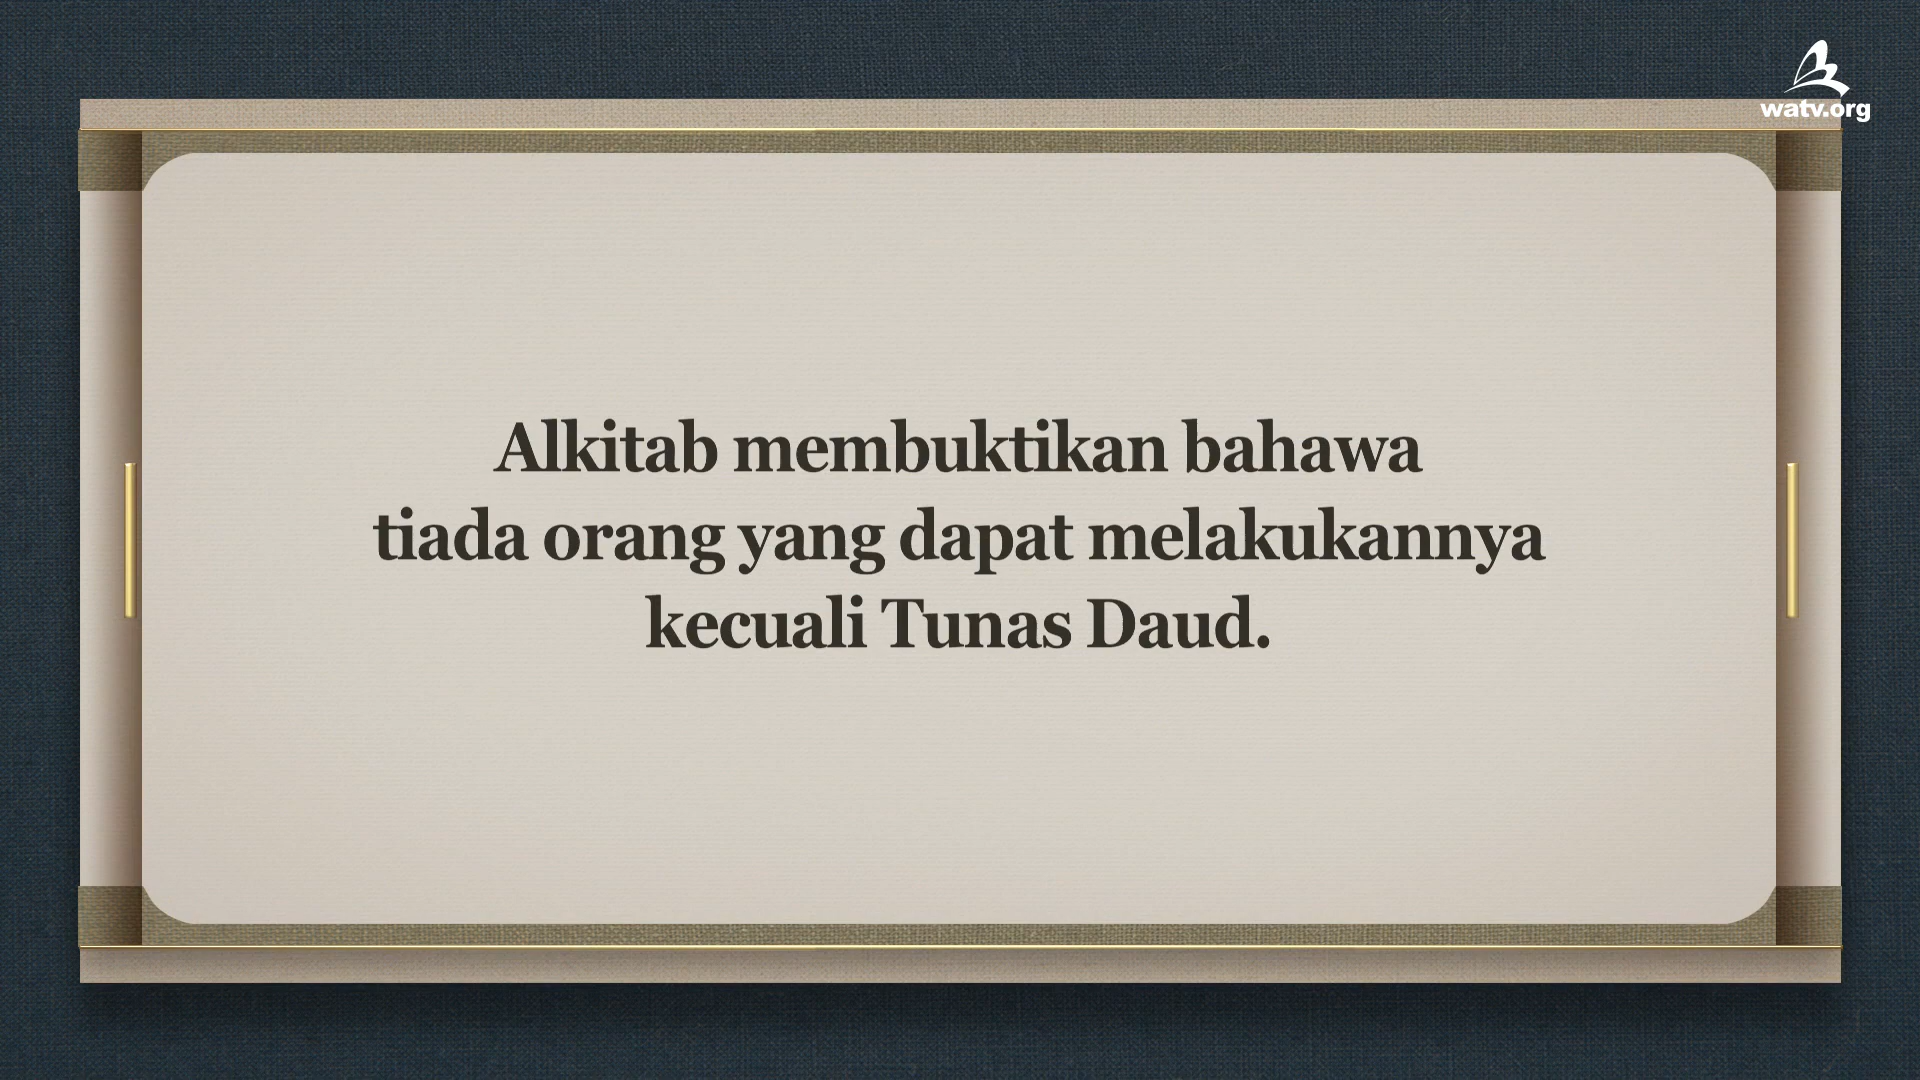 watv.org
Alkitab membuktikan bahawa
tiada orang yang dapat melakukannya
kecuali Tunas Daud.